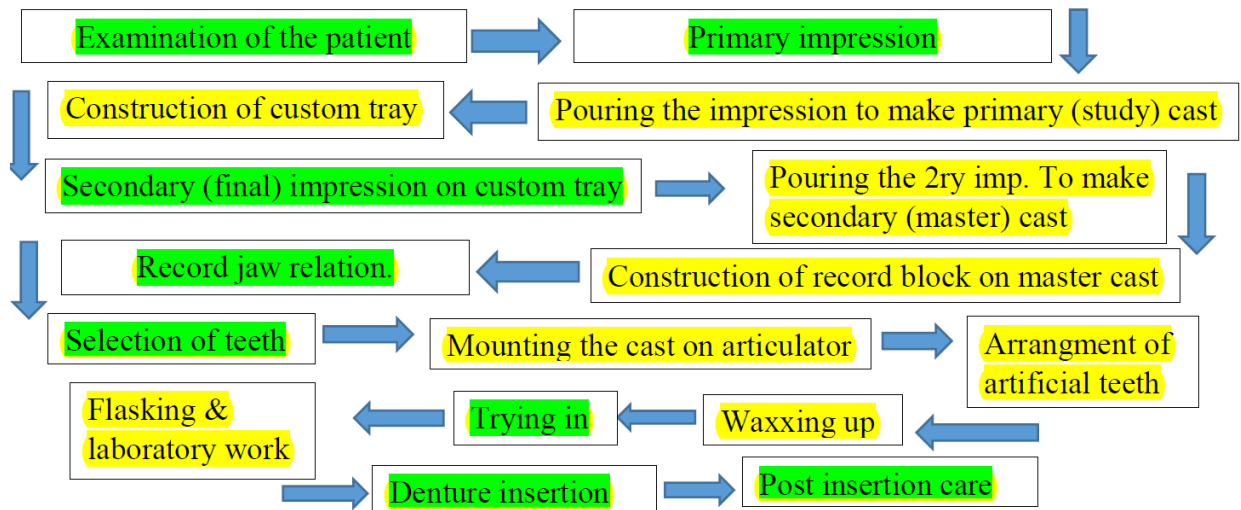 Examination of the patient
Primary impression
Pouring the impression to make primary (study) cast
Construction of custom tray
Secondary (final) impression on custom tray
Pouring the 2ry imp. To make
secondary (master) cast
Construction of record block on master cast
Record jaw relation.
Selection of teeth
Mounting the cast on articulator
Arrangment of
artificial teeth
Waxxing up
Trying in
Flasking &
laboratory work
Denture insertion
Post insertion care